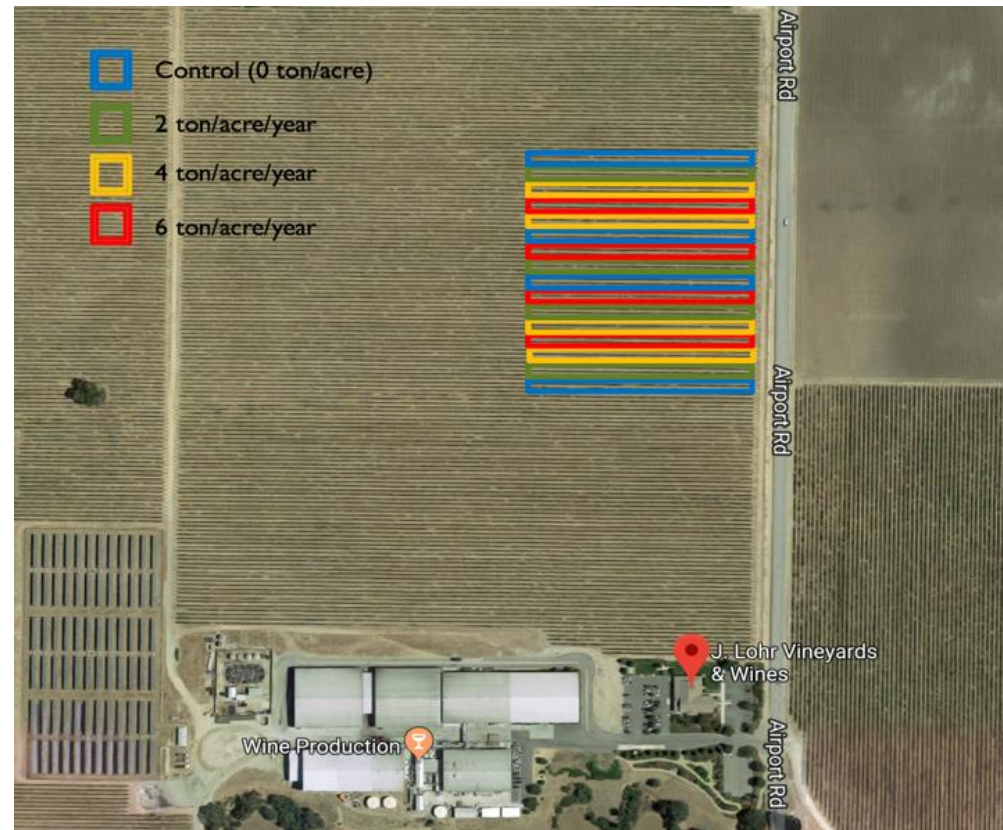 Control (0 ton/acre)
2 ton/acre/year
4 ton/acre/year
6 ton/acre/year
Airport Rd
Airport Rd
J. Lohr Vineyards
& Wines
Wine Production
Airport Rd